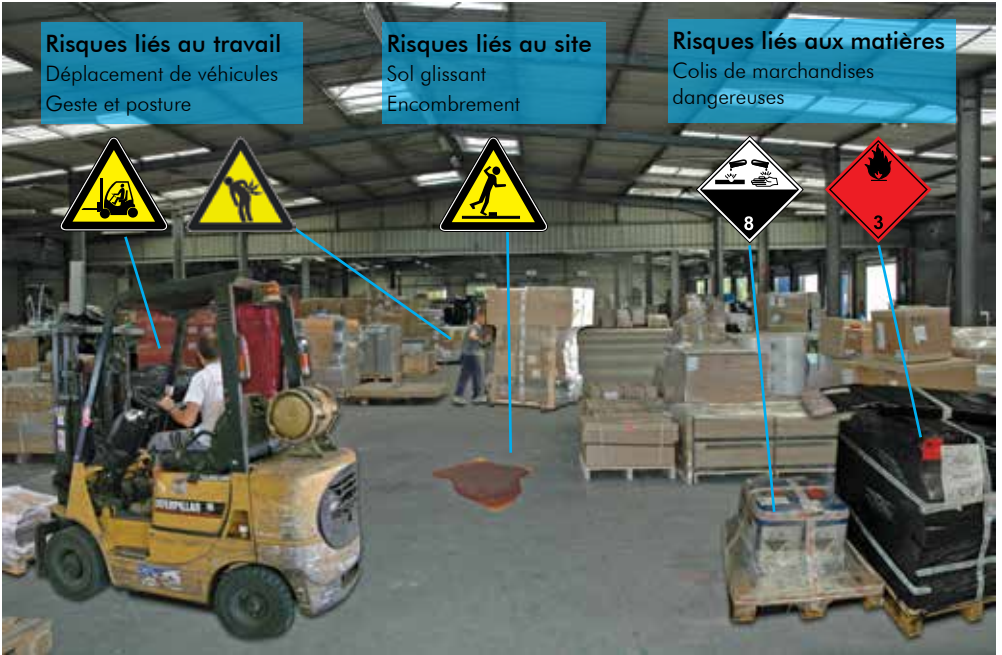 Risques liés au travail
Déplacement de véhicules
Geste et posture
Risques liés au site
Sol glissant
Encombrement
Risques liés aux matières
Colis de marchandises
dangereuses
8
3
CATERPILLAR